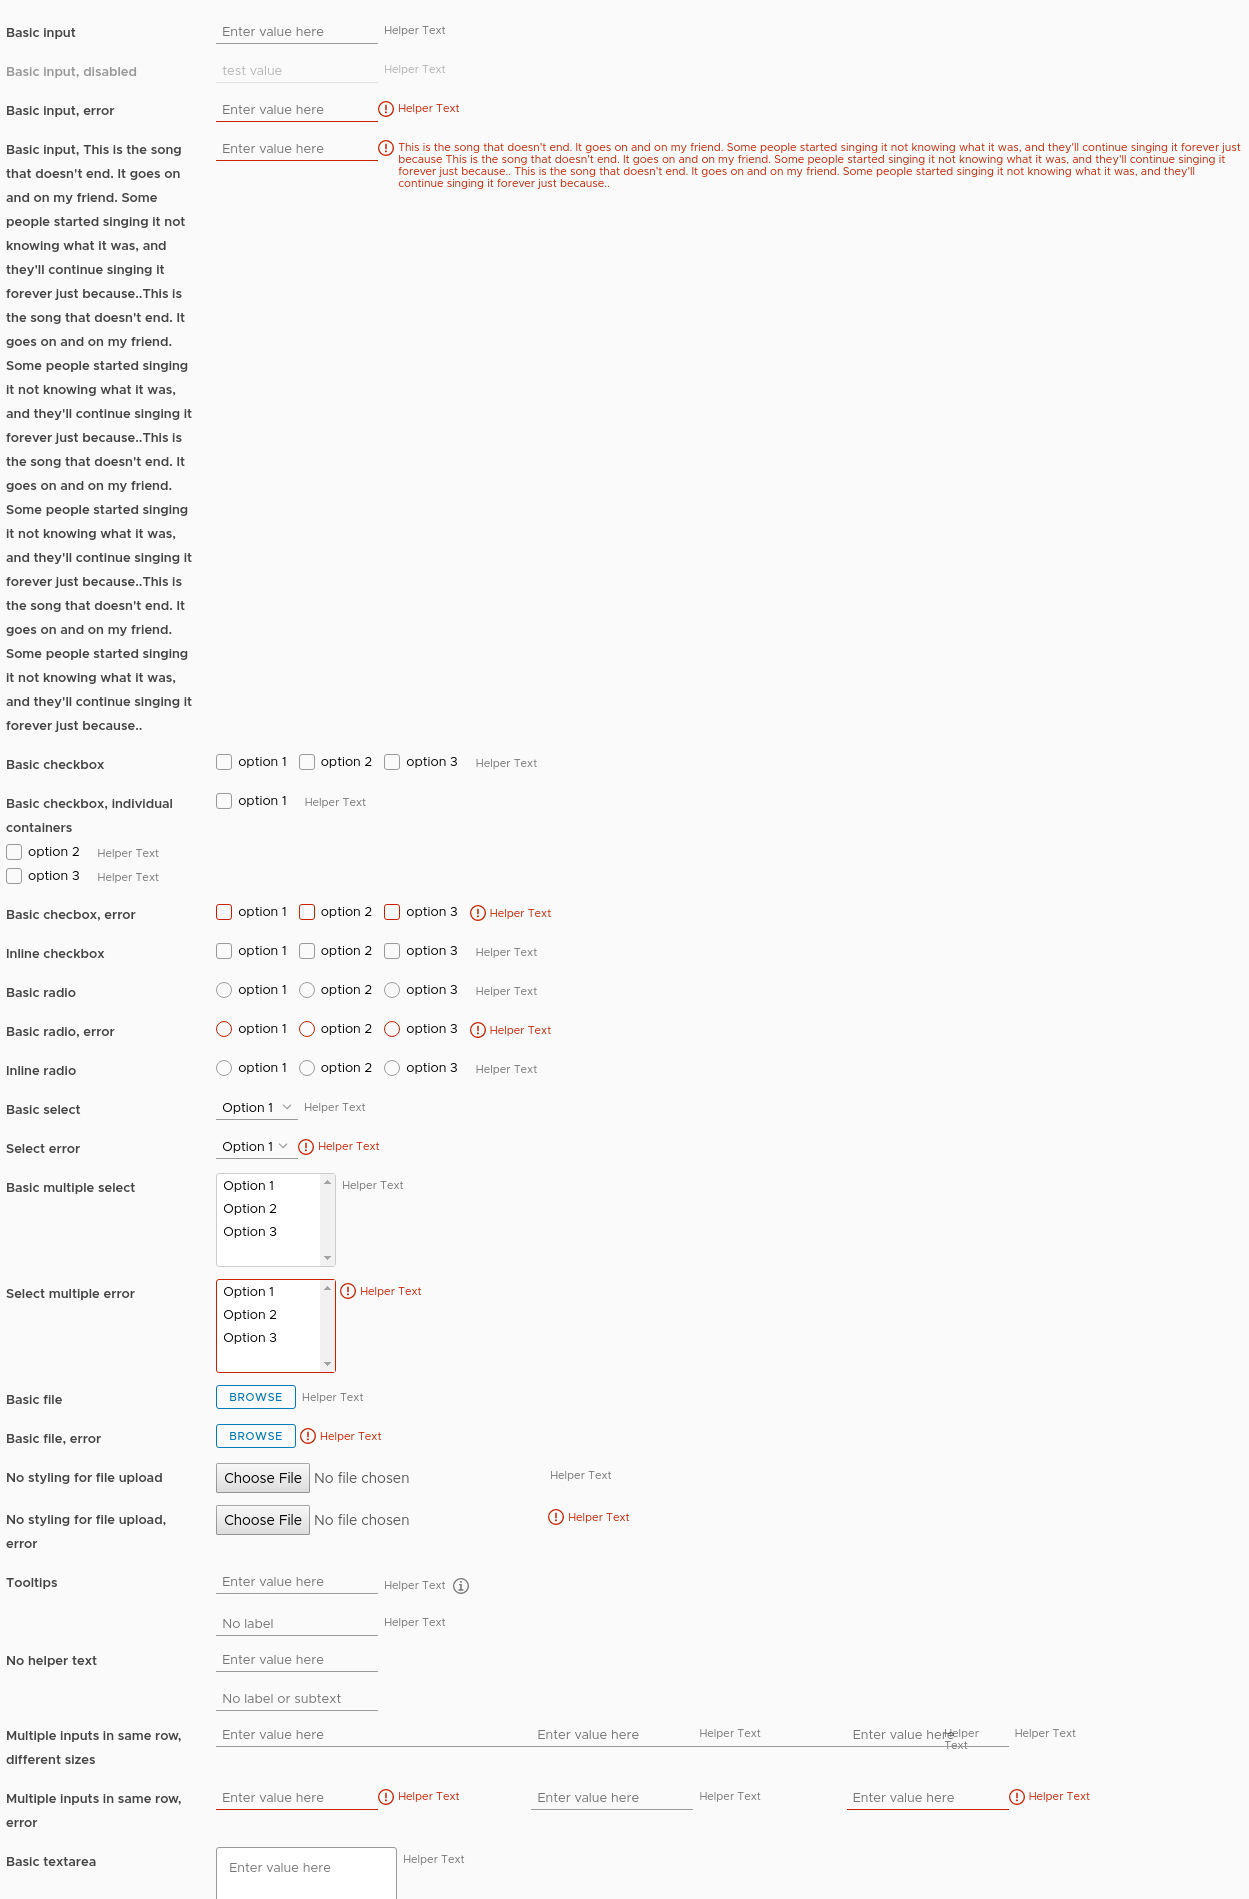 Basic input
Enter value here
Helper Text
Basic input, disabled
test value
Helper Text
Basic input, error
Enter value here
Helper Text
Basic input, This is the song
that doesn't end. It goes on
and on my friend. Some
people started singing it not
knowing what it was, and
they'll continue singing it
forever just because..This is
the song that doesn't end. It
goes on and on my friend.
Some people started singing
it not knowing what it was,
and they'll continue singing it
forever just because..This is
the song that doesn't end. It
goes on and on my friend.
Some people started singing
it not knowing what it was,
and they'll continue singing it
forever just because..This is
the song that doesn't end. It
goes on and on my friend.
Some people started singing
it not knowing what it was,
and they'll continue singing it
forever just because..
Enter value here
This is the song that doesn't end. It goes on and on my friend. Some people started singing it not knowing what it was, and they'll continue singing it forever just
because This is the song that doesn't end. It goes on and on my friend. Some people started singing it not knowing what it was, and they'll continue singing it
forever just because.. This is the song that doesn't end. It goes on and on my friend. Some people started singing it not knowing what it was, and they'll
continue singing it forever just because..
Basic checkbox
option 1
option 2
option 3
Helper Text
Basic checkbox, individual
containers
option 1
Helper Text
option 2
Helper Text
option 3
Helper Text
Basic checbox, error
option 1
option 2
option 3
Helper Text
Inline checkbox
option 1
option 2
option 3
Helper Text
Basic radio
option 1
option 2
option 3
Helper Text
Basic radio, error
option 1
option 2
option 3
Helper Text
Inline radio
option 1
option 2
option 3
Helper Text
Basic select
Option 1
Helper Text
Select error
Option 1
Helper Text
Basic multiple select
Option 1
Option 2
Option 3
Helper Text
Select multiple error
Option 1
Option 2
Option 3
Helper Text
Basic file
BROWSE
Helper Text
Basic file, error
BROWSE
Helper Text
No styling for file upload
Choose File
No file chosen
Helper Text
No styling for file upload,
error
Choose File
No file chosen
Helper Text
Tooltips
Enter value here
Helper Text
No label
Helper Text
No helper text
Enter value here
No label or subtext
Multiple inputs in same row,
different sizes
Enter value here
Enter value here
Helper Text
Enter value here
Helper
Text
Helper Text
Multiple inputs in same row,
error
Enter value here
Helper Text
Enter value here
Helper Text
Enter value here
Helper Text
Basic textarea
Enter value here
Helper Text